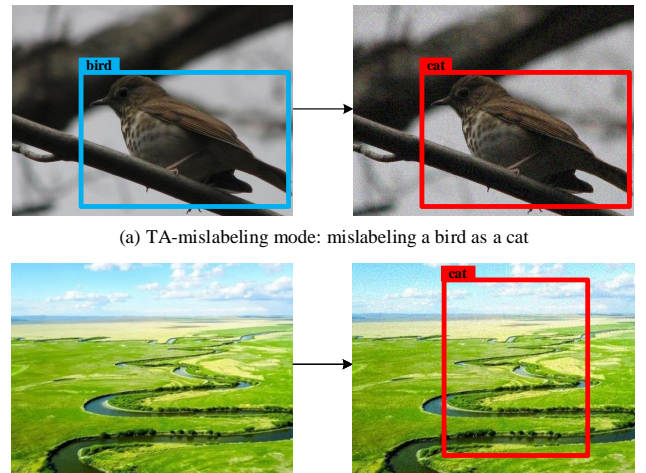 bird
cat
(a) TA-mislabeling mode: mislabeling a bird as a cat
cat